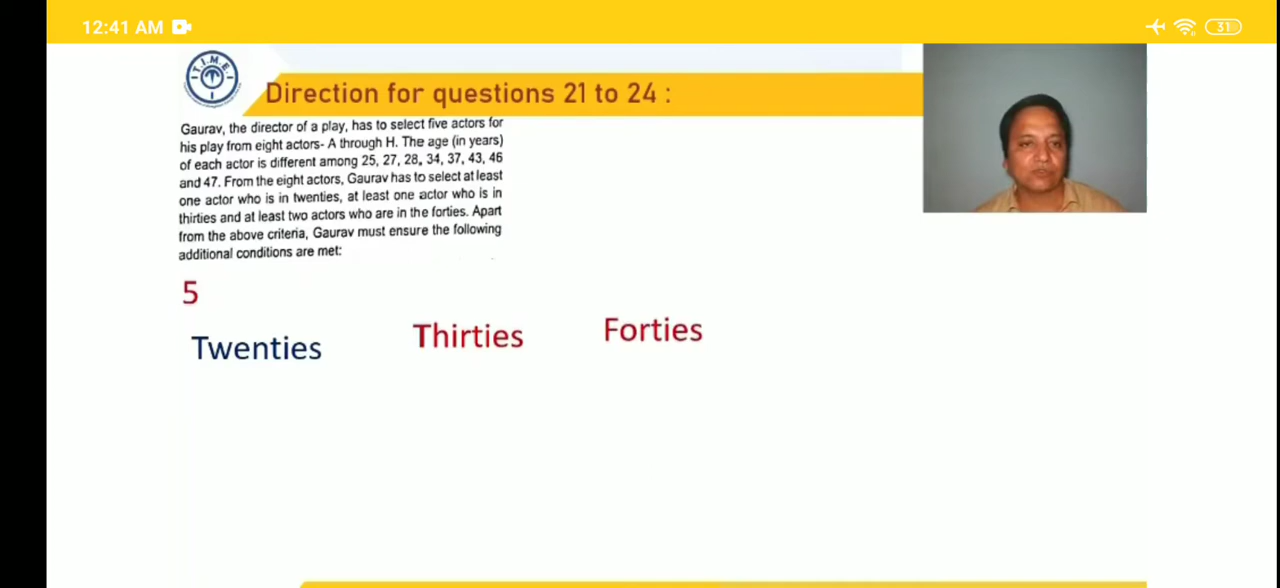 12:41 AM
31
T.I.M.E.
Direction for questions 21 to 24 :
Gaurav, the director of a play, has to select five actors for
his play from eight actors- A through H. The age (in years)
of each actor is different among 25, 27, 28, 34, 37, 43, 46
and 47. From the eight actors, Gaurav has to select at least
one actor who is in twenties, at least one actor who is in
thirties and at least two actors who are in the forties. Apart
from the above criteria, Gaurav must ensure the following
additional conditions are met:
5
Twenties
Thirties
Forties